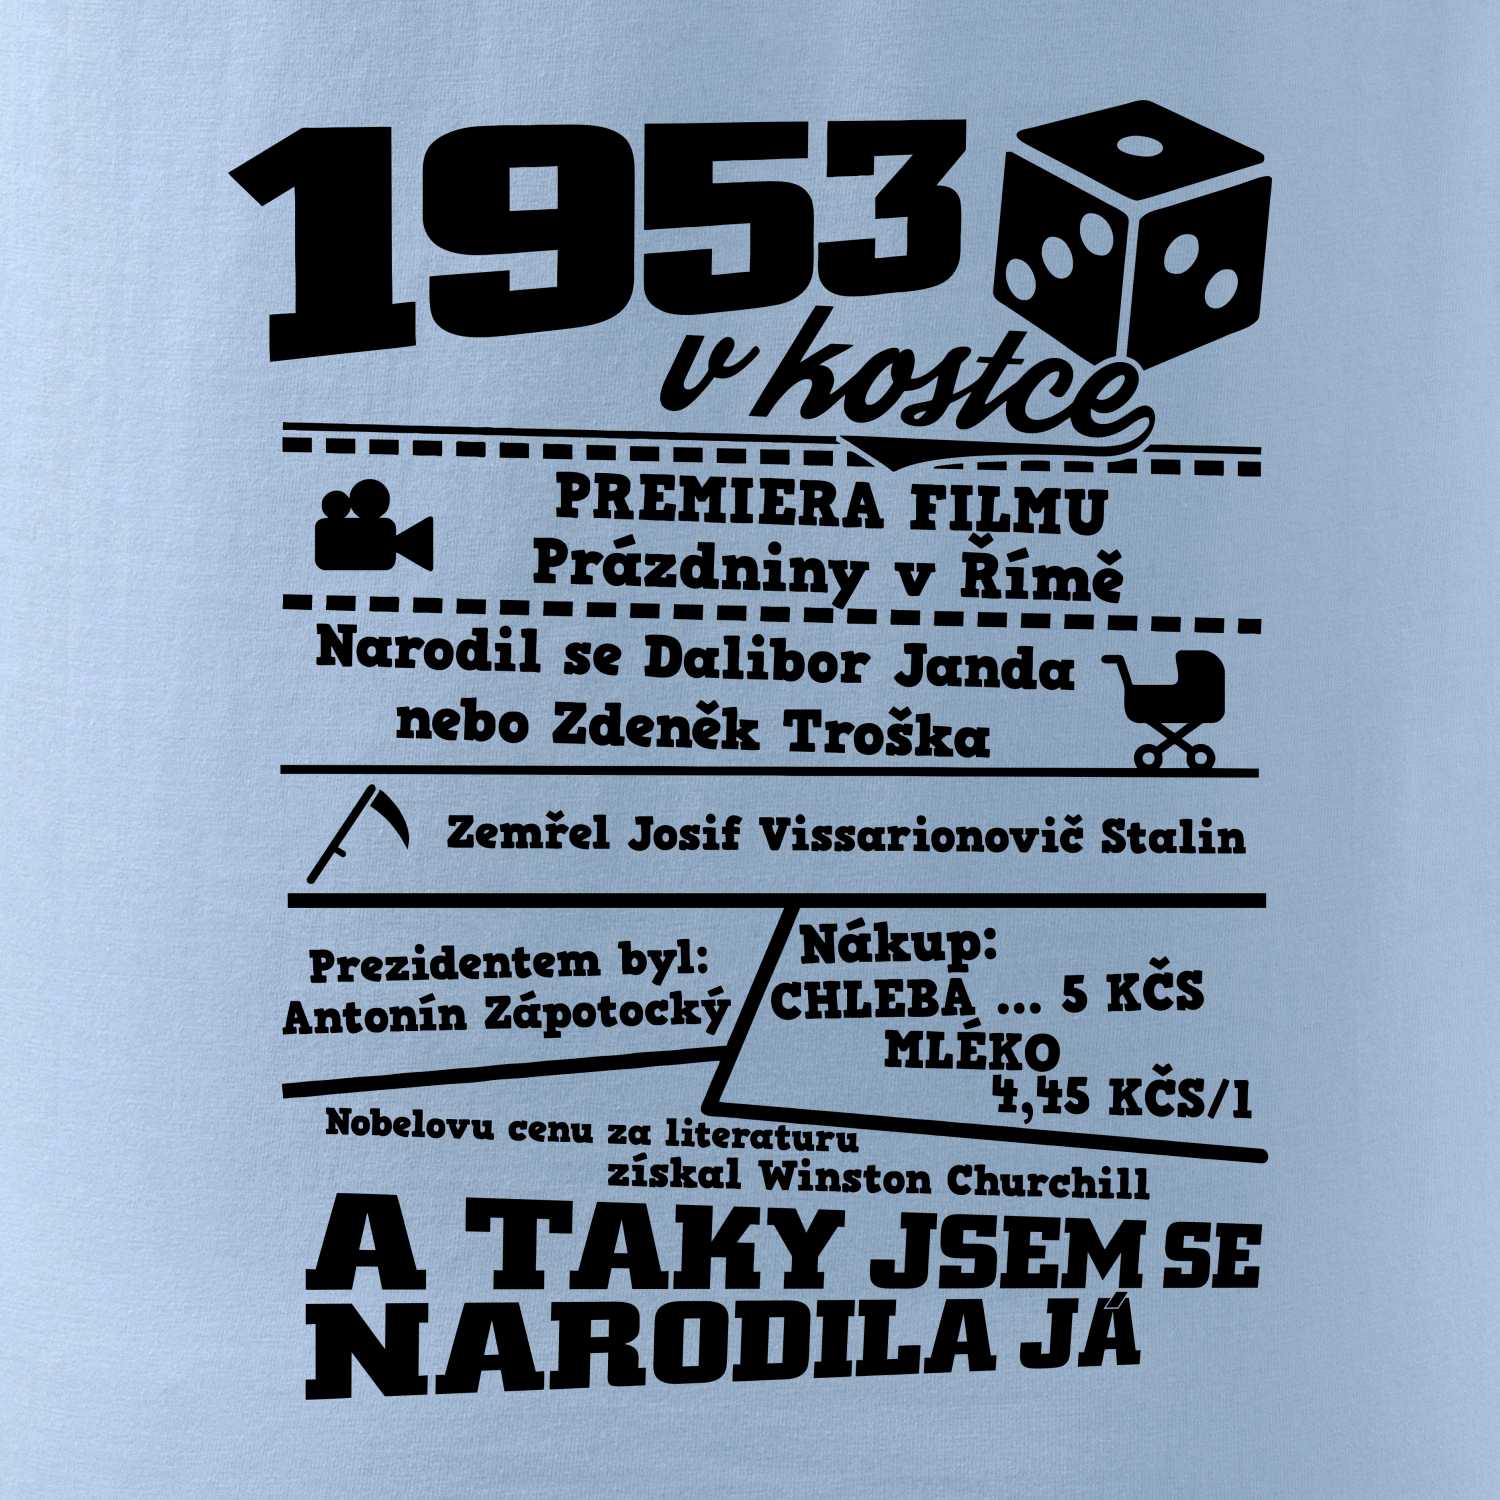 1953
v kostce
PREMIERA FILMU
Prázdniny v Římě
Narodil se Dalibor Janda
nebo Zdeněk Troška
Zemřel Josif Vissarionovič Stalin
Prezidentem byl:
Antonín Zápotocký
Nákup:
CHLEBA ... 5 KČS
MLÉKO
4,45 KČS/l
Nobelovu cenu za literaturu
získal Winston Churchill
A TAKY JSEM SE
NARODILA JÁ